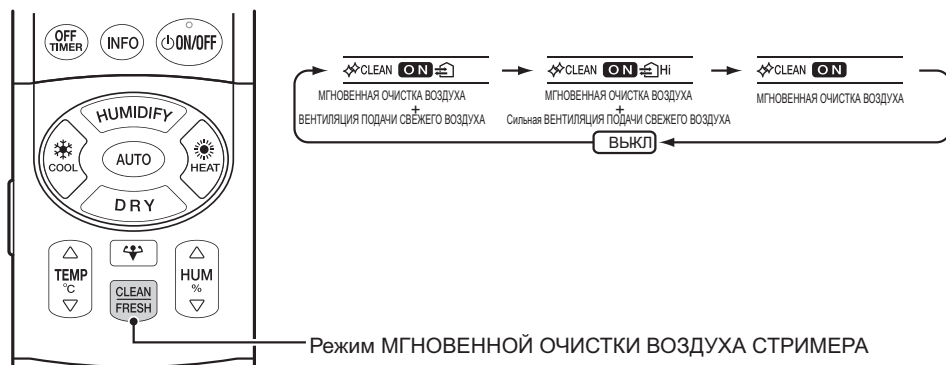 OFF
TIMER
INFO
ON/OFF
HUMIDIFY
COOL
AUTO
HEAT
DRY
TEMP
°C
HUM
%
CLEAN
FRESH
CLEAN ON
МГНОВЕННАЯ ОЧИСТКА ВОЗДУХА
+
ВЕНТИЛЯЦИЯ ПОДАЧИ СВЕЖЕГО ВОЗДУХА
CLEAN ON Hi
МГНОВЕННАЯ ОЧИСТКА ВОЗДУХА
+
Сильная ВЕНТИЛЯЦИЯ ПОДАЧИ СВЕЖЕГО ВОЗДУХА
CLEAN ON
МГНОВЕННАЯ ОЧИСТКА ВОЗДУХА
ВЫКЛ
Режим МГНОВЕННОЙ ОЧИСТКИ ВОЗДУХА СТРИМЕРА